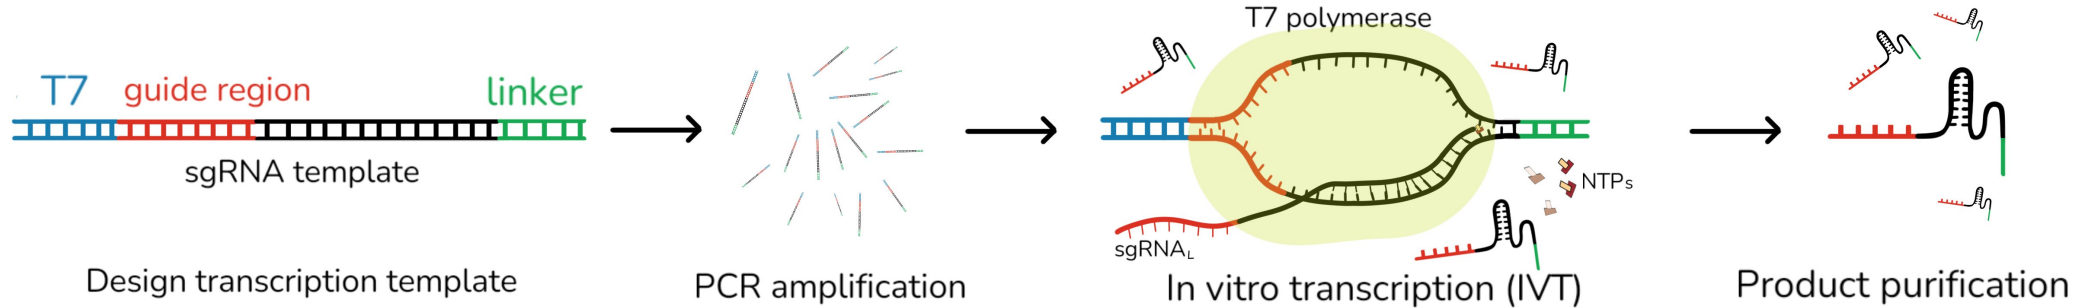 T7 guide region linker
sgRNA template
Design transcription template
PCR amplification
T7 polymerase
NTPs
sgRNAL
In vitro transcription (IVT)
Product purification